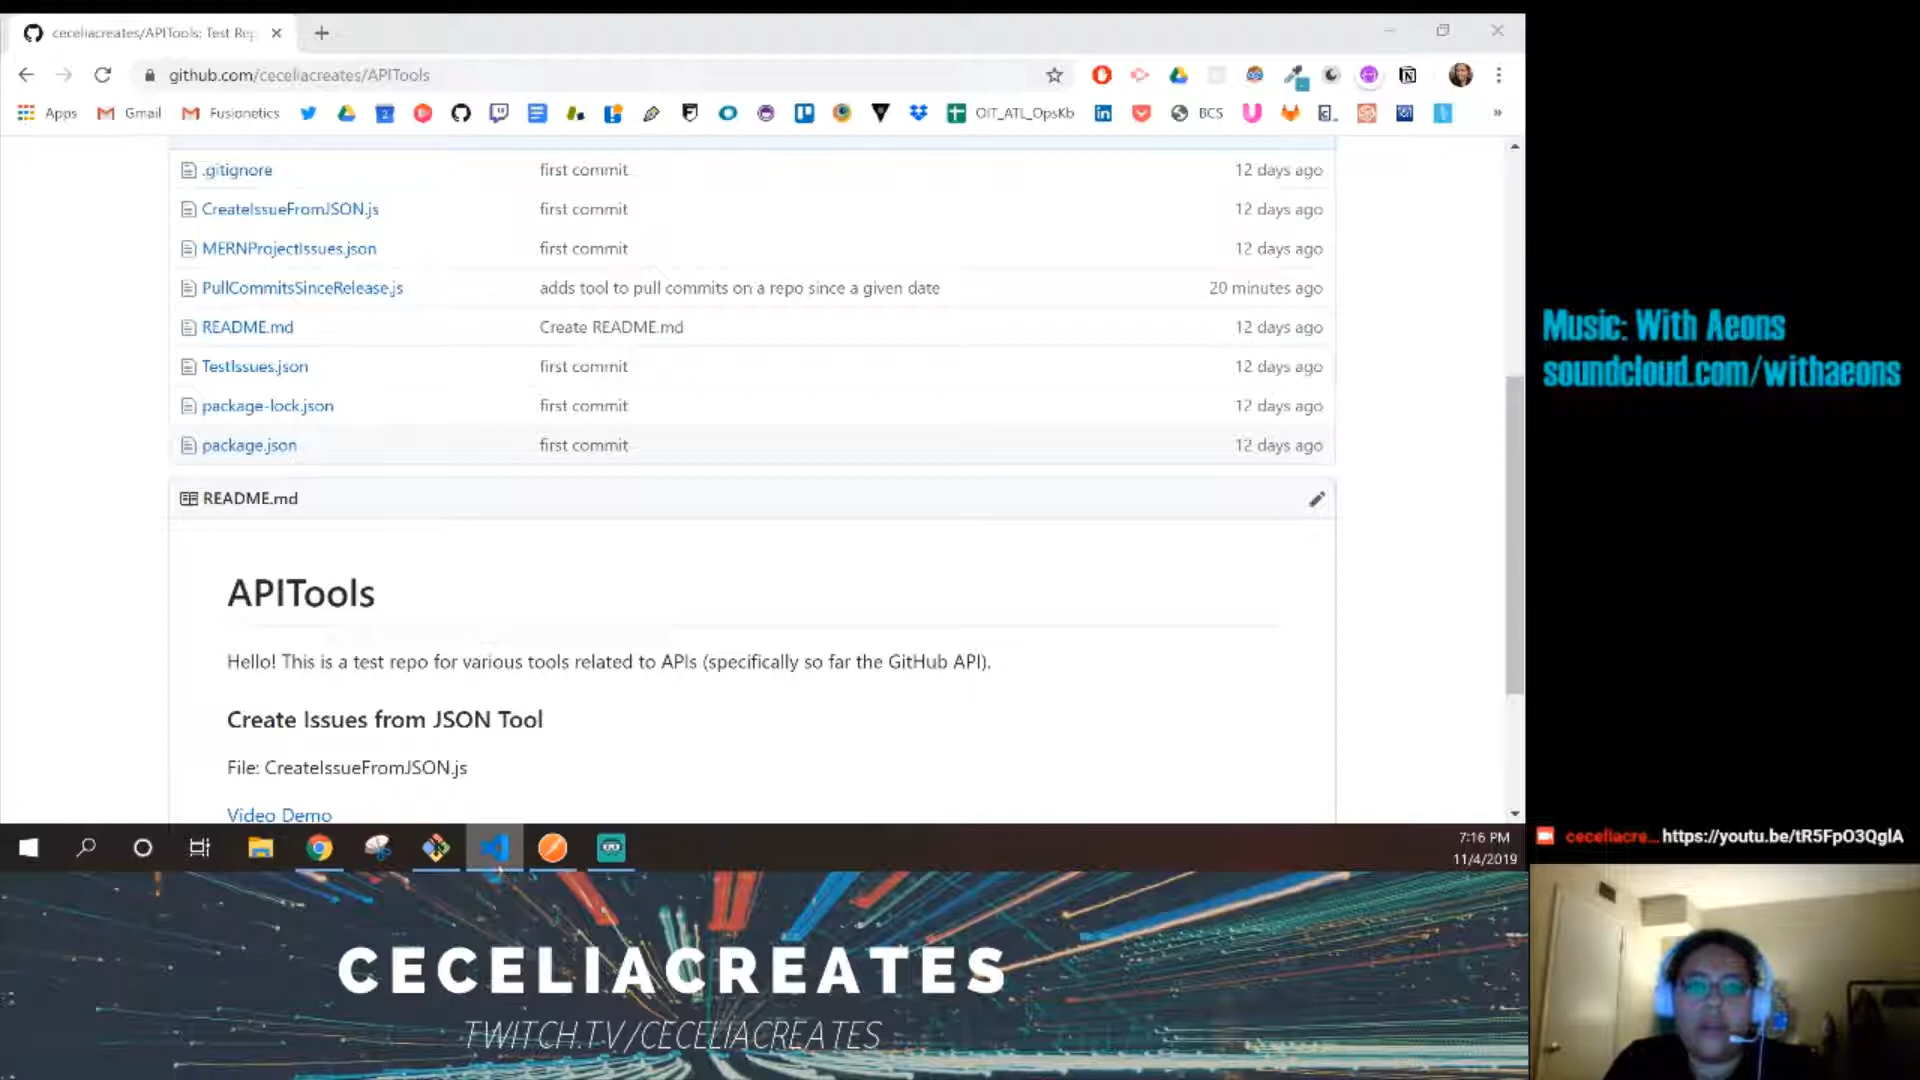 ceceliacreates/APITools: Test Rep
github.com/ceceliacreates/APITools
Apps
Gmail
Fusionetics
OIT_ATL_OpsKb
BCS
»
.gitignore first commit 12 days ago
CreateIssueFromJSON.js first commit 12 days ago
MERNProjectIssues.json first commit 12 days ago
PullCommitsSinceRelease.js adds tool to pull commits on a repo since a given date 20 minutes ago
README.md Create README.md 12 days ago
TestIssues.json first commit 12 days ago
package-lock.json first commit 12 days ago
package.json first commit 12 days ago
README.md
APITools
Hello! This is a test repo for various tools related to APIs (specifically so far the GitHub API).
Create Issues from JSON Tool
File: CreateIssueFromJSON.js
Video Demo
7:16 PM
11/4/2019
Music: With Aeons
soundcloud.com/withaeons
ceceliacre... https://youtu.be/tR5FpO3QglA
CECELIACREATES
TWITCH.TV/CECELIACREATES